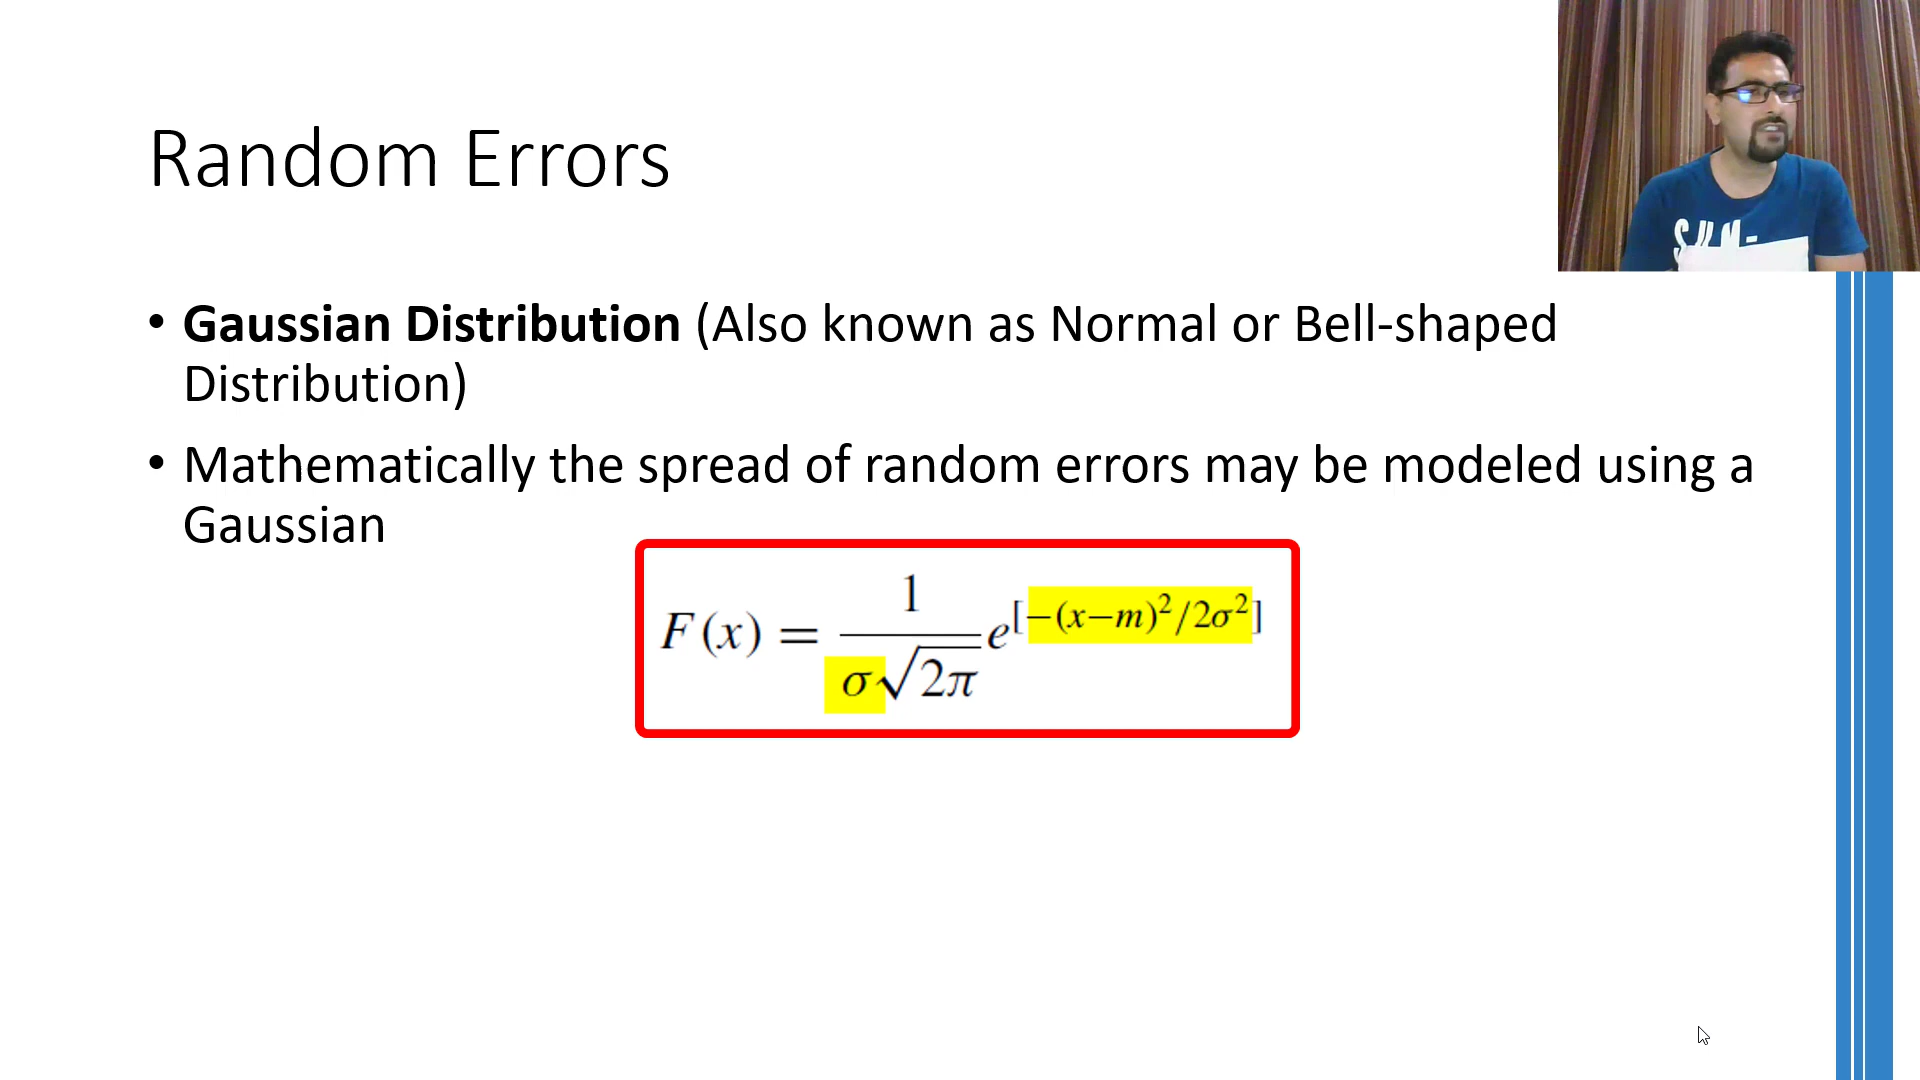 Random Errors
• Gaussian Distribution (Also known as Normal or Bell-shaped
Distribution)
• Mathematically the spread of random errors may be modeled using a
Gaussian
F(x) = 1/(σ√2π) e^[−(x−m)²/2σ²]